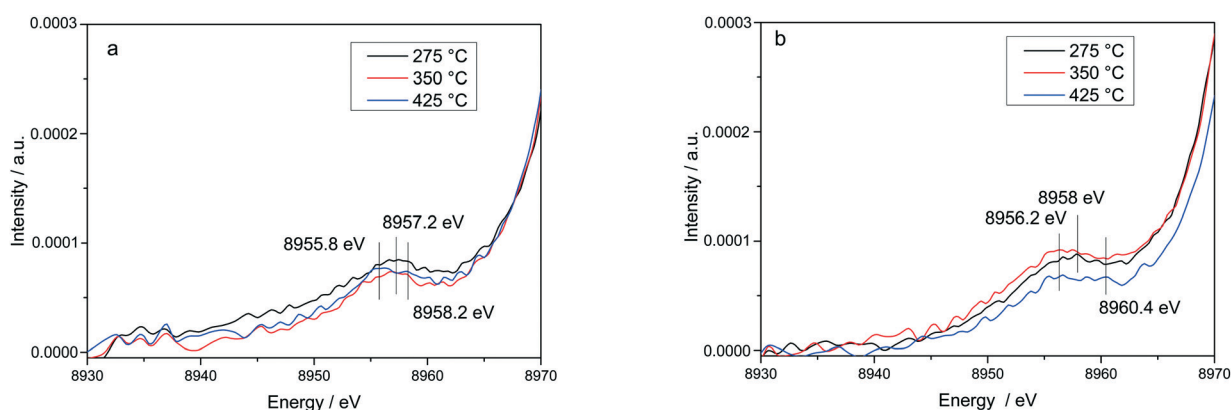 a
0.0003
0.0002
0.0001
0.0000
Intensity / a.u.
275 °C
350 °C
425 °C
8957.2 eV
8955.8 eV
8958.2 eV
8930
8940
8950
8960
8970
Energy / eV
b
0.0003
0.0002
0.0001
0.0000
Intensity / a.u.
275 °C
350 °C
425 °C
8958 eV
8956.2 eV
8960.4 eV
8930
8940
8950
8960
8970
Energy / eV